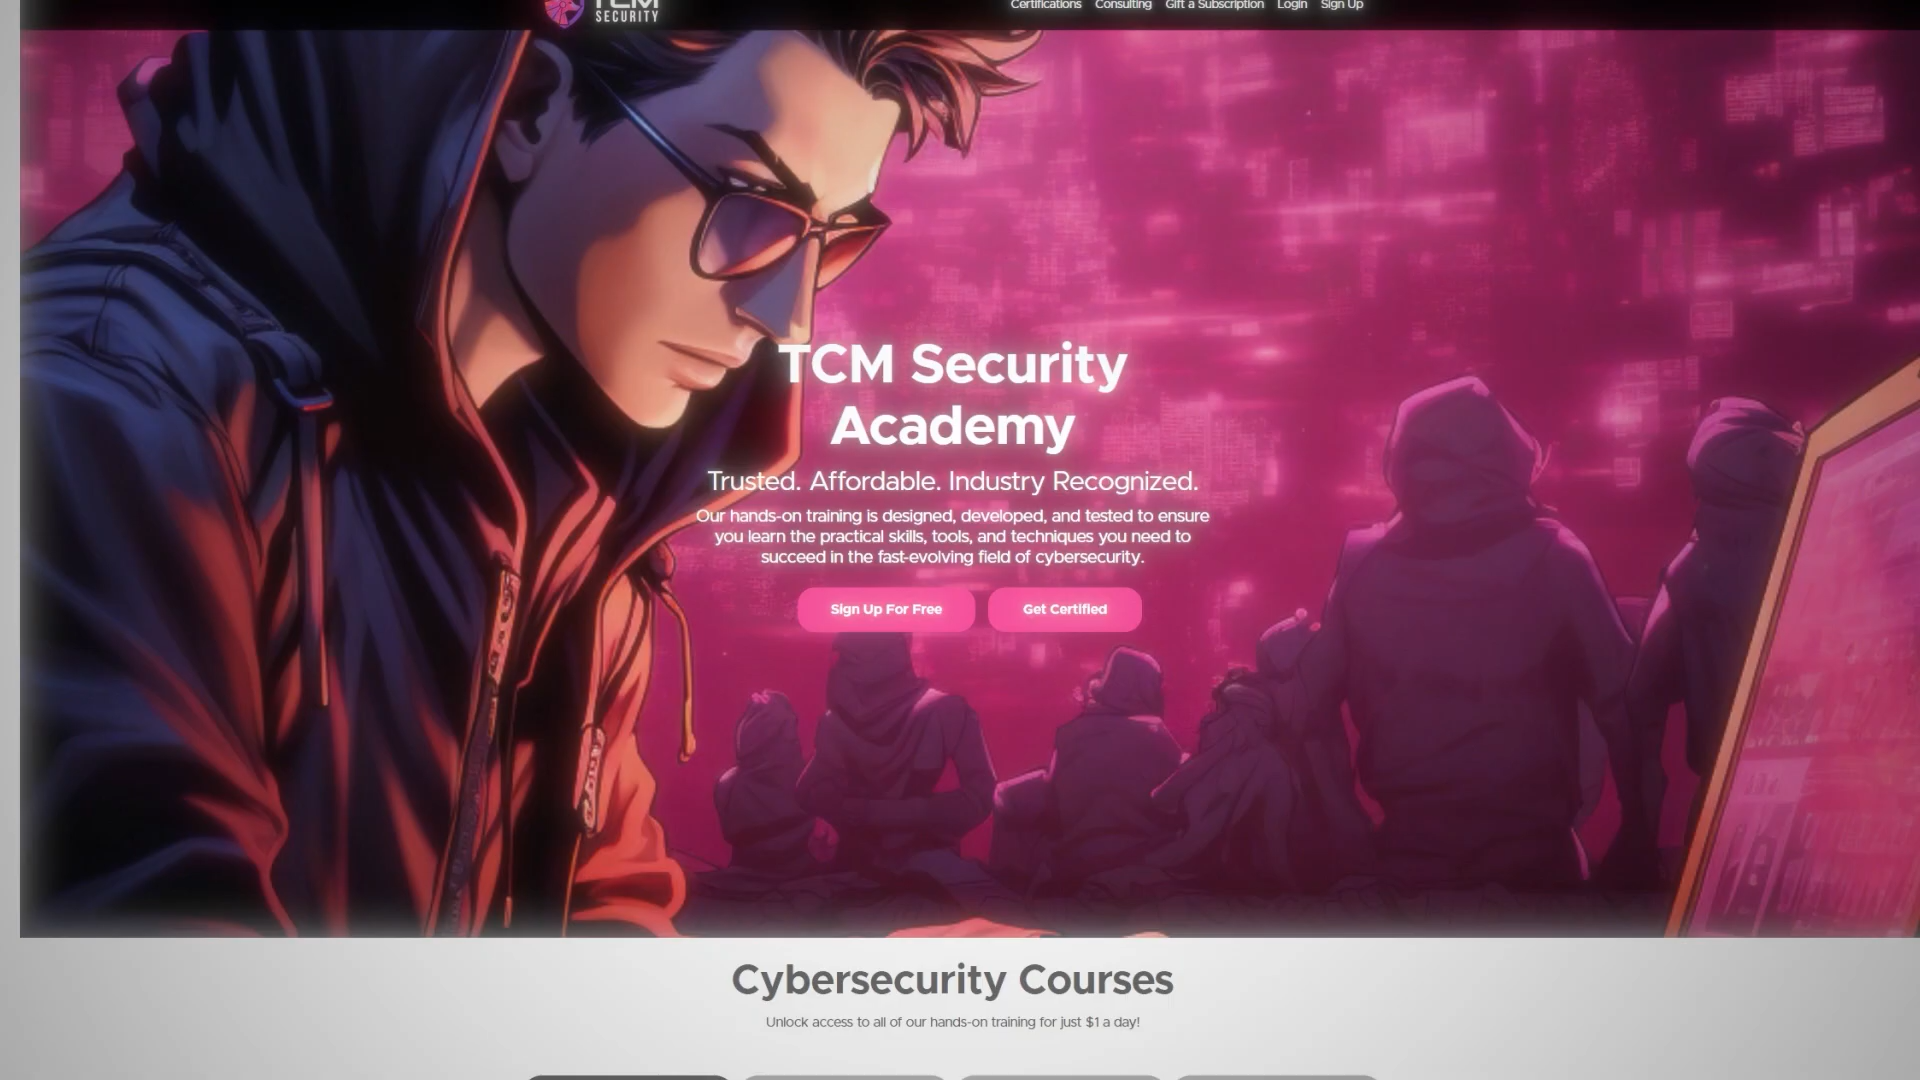 TCM
SECURITY
Certifications Consulting Gift a Subscription Login Sign Up
TCM Security
Academy
Trusted. Affordable. Industry Recognized.
Our hands-on training is designed, developed, and tested to ensure
you learn the practical skills, tools, and techniques you need to
succeed in the fast-evolving field of cybersecurity.
Sign Up For Free
Get Certified
Cybersecurity Courses
Unlock access to all of our hands-on training for just $1 a day!